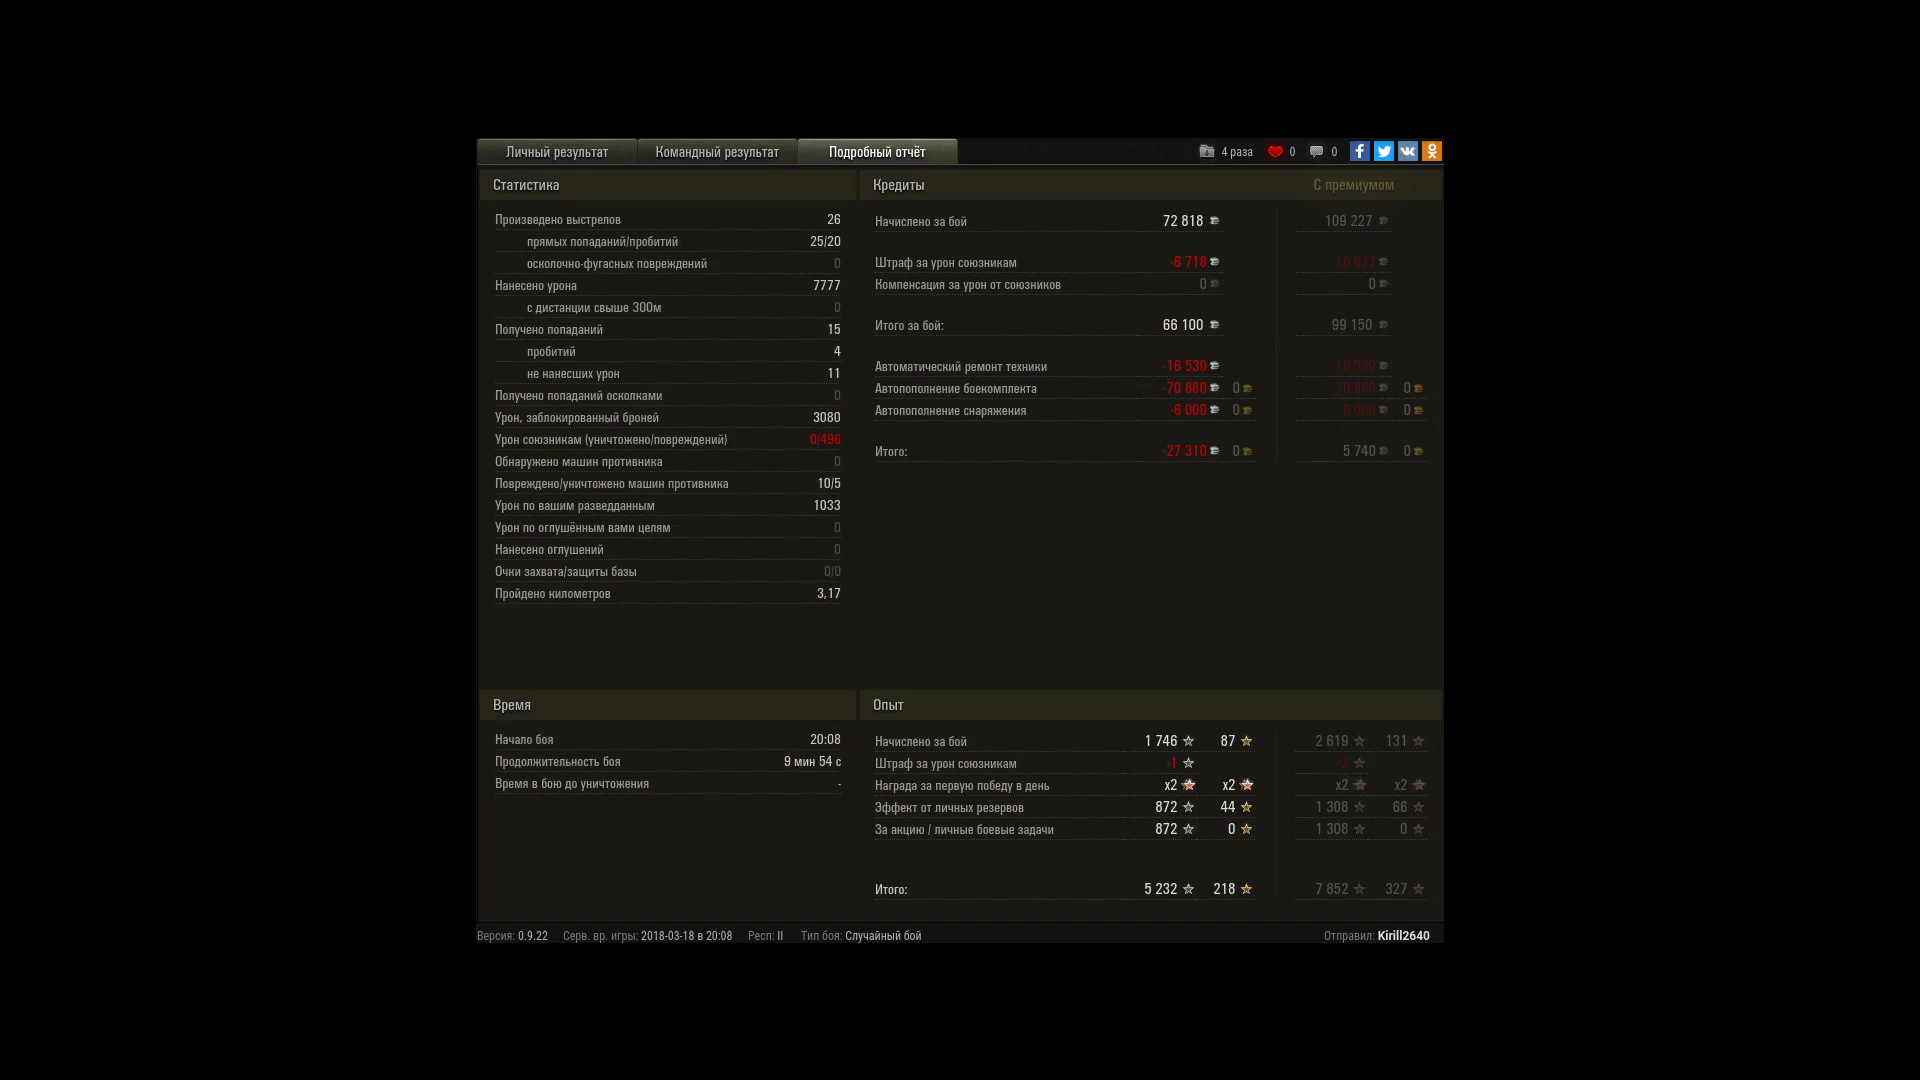 Личный результат Командный результат Подробный отчёт 4 раза 0 0
Статистика
Произведено выстрелов 26
прямых попаданий/пробитий 25/20
осколочно-фугасных повреждений 0
Нанесено урона 7777
с дистанции свыше 300м 0
Получено попаданий 15
пробитий 4
не нанесших урон 11
Получено попаданий осколками 0
Урон, заблокированный броней 3080
Урон союзникам (уничтожено/повреждений) 0/496
Обнаружено машин противника 0
Повреждено/уничтожено машин противника 10/5
Урон по вашим разведданным 1033
Урон по оглушённым вами целям 0
Нанесено оглушений 0
Очки захвата/защиты базы 0/0
Пройдено километров 3,17
Кредиты С премиумом
Начислено за бой 72 818 109 227
Штраф за урон союзникам -6 718 -10 077
Компенсация за урон от союзников 0 0
Итого за бой: 66 100 99 150
Автоматический ремонт техники -16 530 -16 530
Автопополнение боекомплекта -70 880 0 -70 880 0
Автопополнение снаряжения -6 000 0 -6 000 0
Итого: -27 310 0 5 740 0
Время
Начало боя 20:08
Продолжительность боя 9 мин 54 с
Время в бою до уничтожения -
Опыт
Начислено за бой 1 746 87 2 619 131
Штраф за урон союзникам -1
Награда за первую победу в день x2 x2 x2 x2
Эффект от личных резервов 872 44 1 308 66
За акцию / личные боевые задачи 872 0 1 308 0
Итого: 5 232 218 7 852 327
Версия: 0.9.22 Серв. вр. игры: 2018-03-18 в 20:08 Респ: II Тип боя: Случайный бой Отправил: Kirill2640